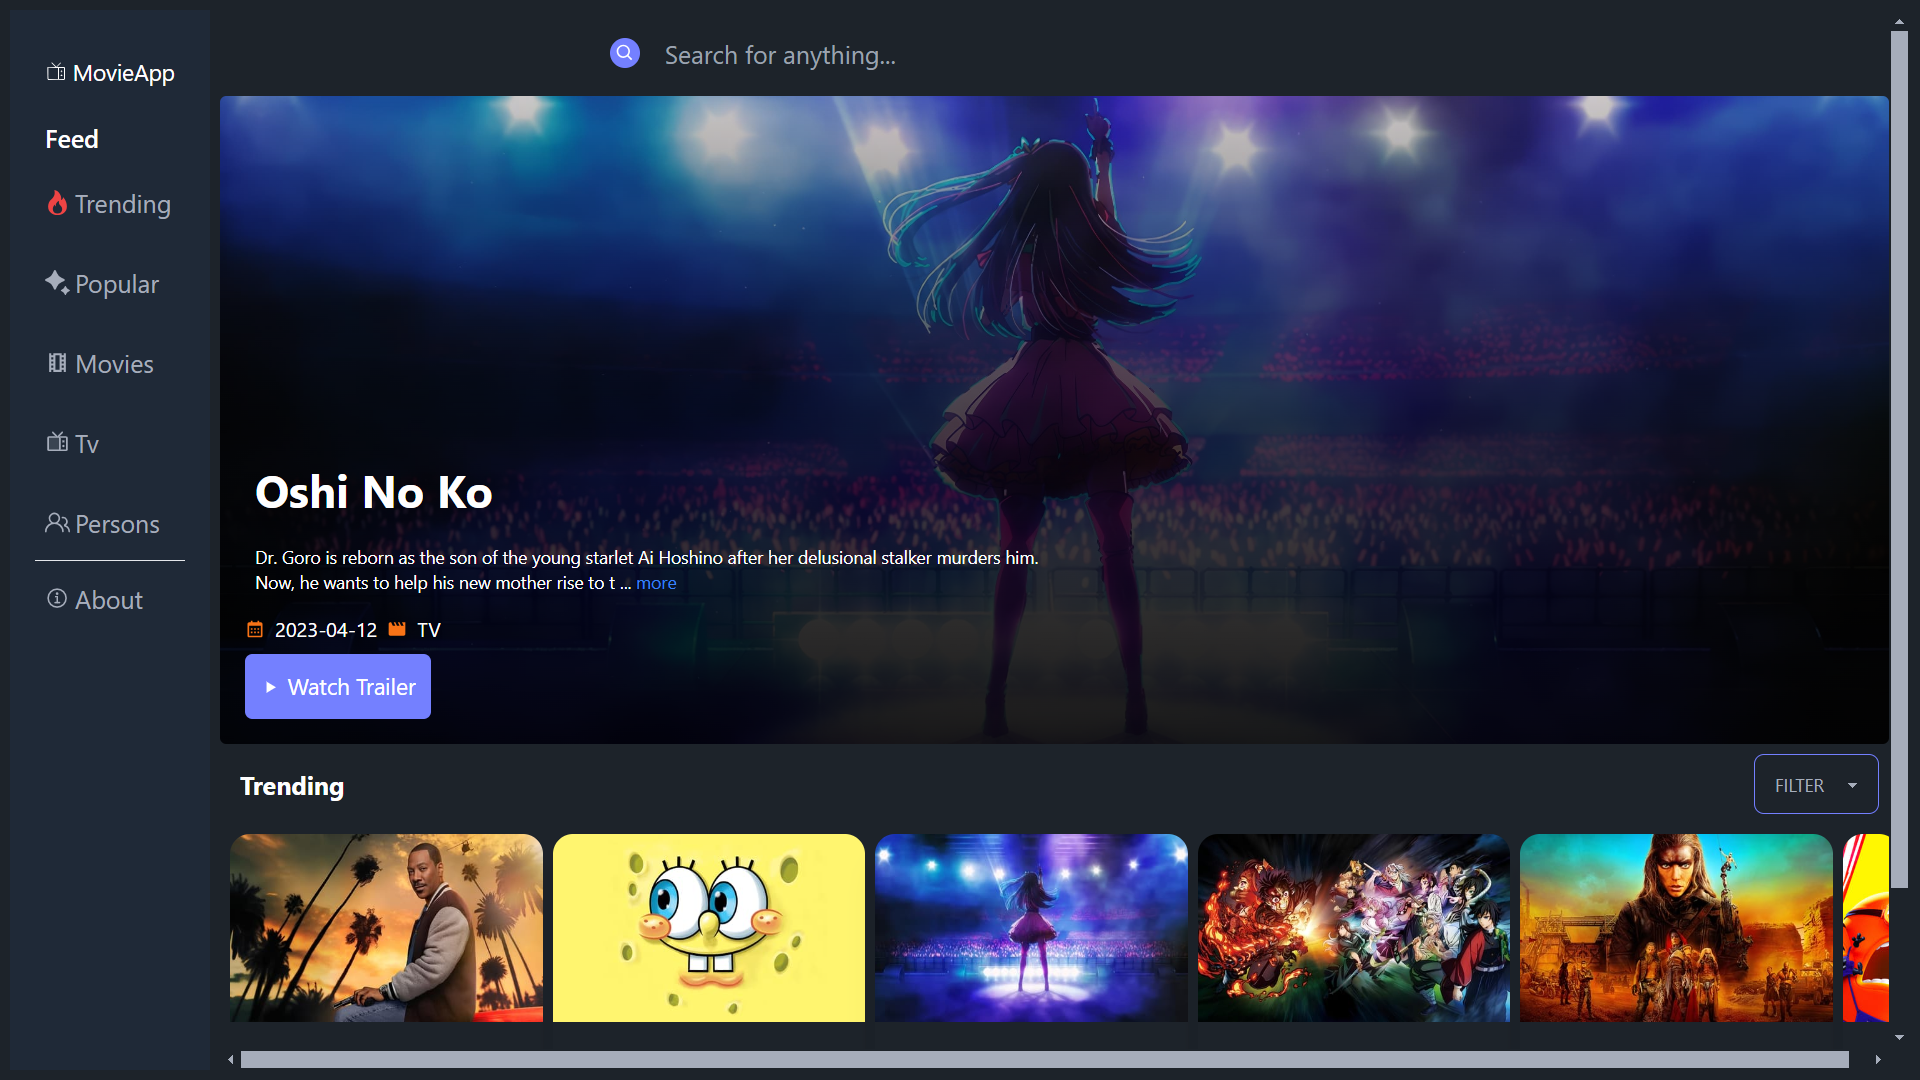 MovieApp
Search for anything...
Feed
Trending
Popular
Movies
Tv
Persons
About
Oshi No Ko
Dr. Goro is reborn as the son of the young starlet Ai Hoshino after her delusional stalker murders him.
Now, he wants to help his new mother rise to t ... more
2023-04-12 TV
Watch Trailer
Trending
FILTER